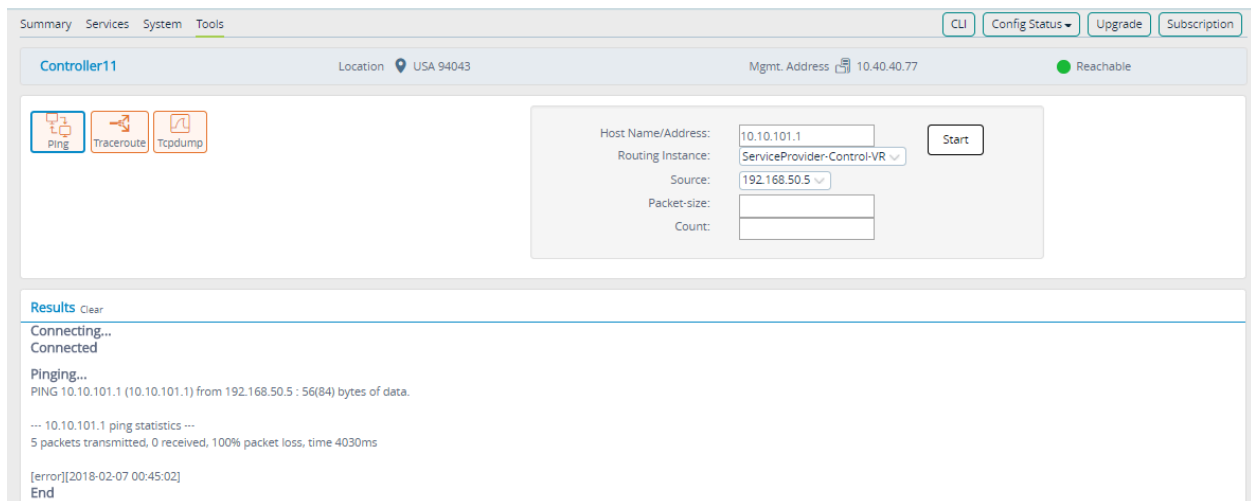 Summary Services System Tools CLI Config Status Upgrade Subscription
Controller11 Location USA 94043 Mgmt. Address 10.40.40.77 Reachable
Ping Traceroute Tcpdump
Host Name/Address: 10.10.101.1 Start
Routing Instance: ServiceProvider-Control-VR
Source: 192.168.50.5
Packet-size:
Count:
Results Clear
Connecting...
Connected
Pinging...
PING 10.10.101.1 (10.10.101.1) from 192.168.50.5 : 56(84) bytes of data.
--- 10.10.101.1 ping statistics ---
5 packets transmitted, 0 received, 100% packet loss, time 4030ms
[error][2018-02-07 00:45:02]
End